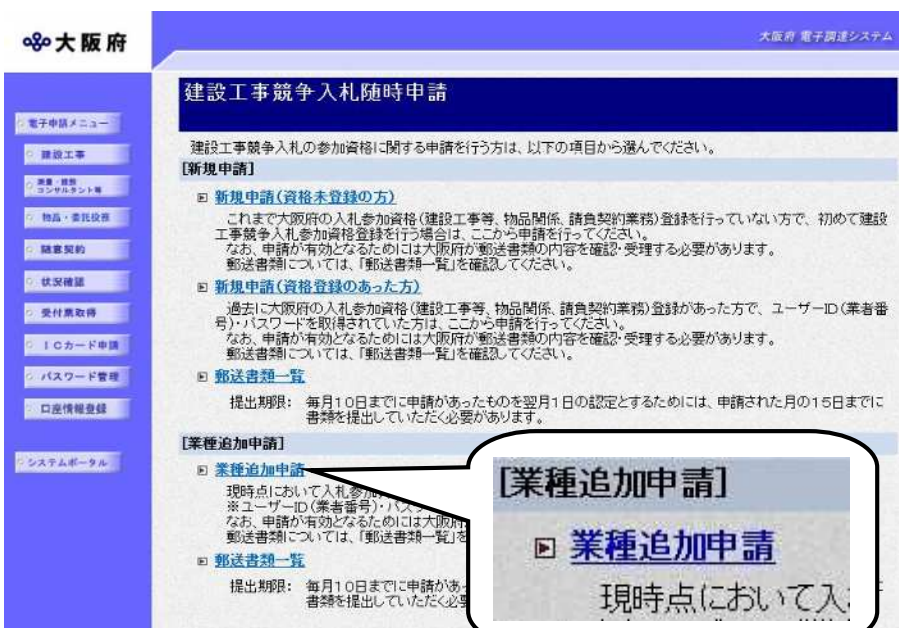 大阪府
大阪府 電子調達システム
電子申請メニュー
建設工事
測量・建設
コンサルタント等
物品・委託役務
随意契約
状況確認
受付票取得
ICカード申請
パスワード管理
口座情報登録
システムポータル
建設工事競争入札随時申請
建設工事競争入札の参加資格に関する申請を行う方は、以下の項目から選んでください。
[新規申請]
新規申請(資格未登録の方)
これまで大阪府の入札参加資格(建設工事等、物品関係、請負契約業務)登録を行っていない方で、初めて建設
工事競争入札参加資格登録を行う場合は、ここから申請を行ってください。
なお、申請が有効となるためには大阪府が郵送書類の内容を確認・受理する必要があります。
郵送書類については、「郵送書類一覧」を確認してください。
新規申請(資格登録のあった方)
過去に大阪府の入札参加資格(建設工事等、物品関係、請負契約業務)登録があった方で、ユーザーID(業者番
号)・パスワードを取得されていた方は、ここから申請を行ってください。
なお、申請が有効となるためには大阪府が郵送書類の内容を確認・受理する必要があります。
郵送書類については、「郵送書類一覧」を確認してください。
郵送書類一覧
提出期限: 毎月10日までに申請があったものを翌月1日の認定とするためには、申請された月の15日までに
書類を提出していただく必要があります。
[業種追加申請]
業種追加申請
現時点において入札参加
※ユーザーID(業者番号)・パス
なお、申請が有効となるためには大阪府
郵送書類については、「郵送書類一覧」を
郵送書類一覧
提出期限: 毎月10日までに申請があっ
書類を提出していただく必要
[業種追加申請]
業種追加申請
現時点において入